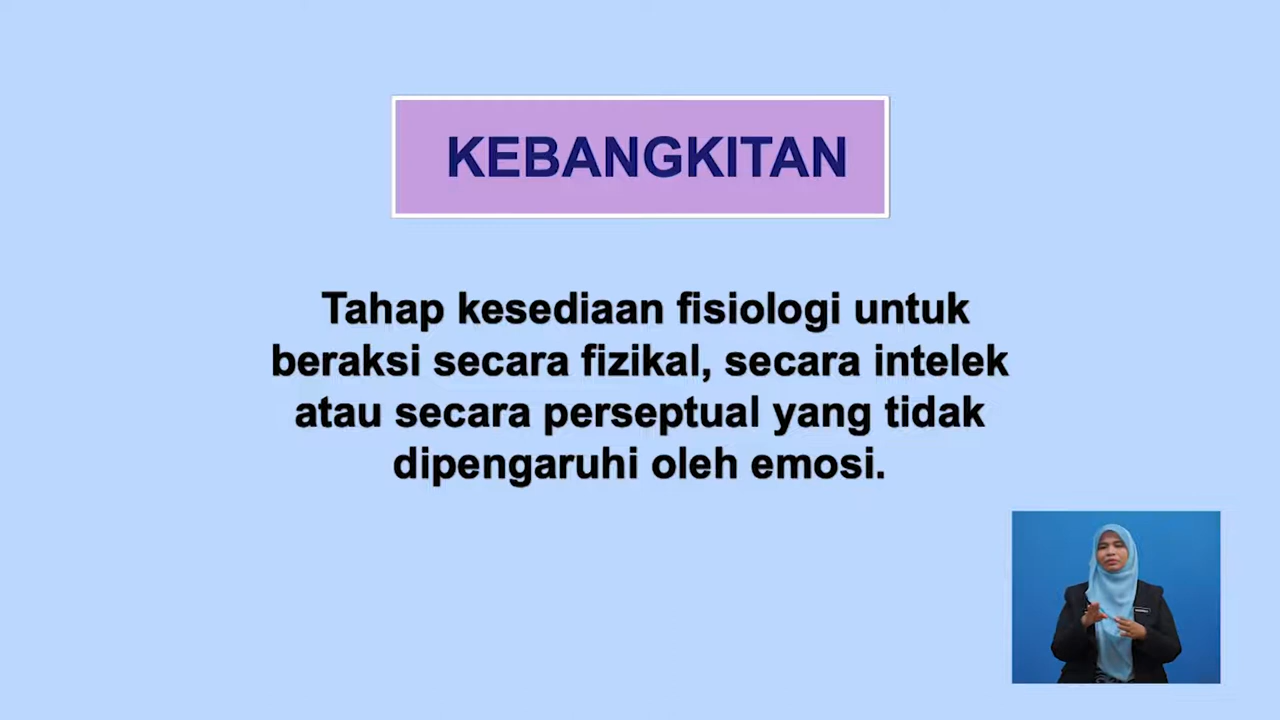 KEBANGKITAN
Tahap kesediaan fisiologi untuk
beraksi secara fizikal, secara intelek
atau secara perseptual yang tidak
dipengaruhi oleh emosi.